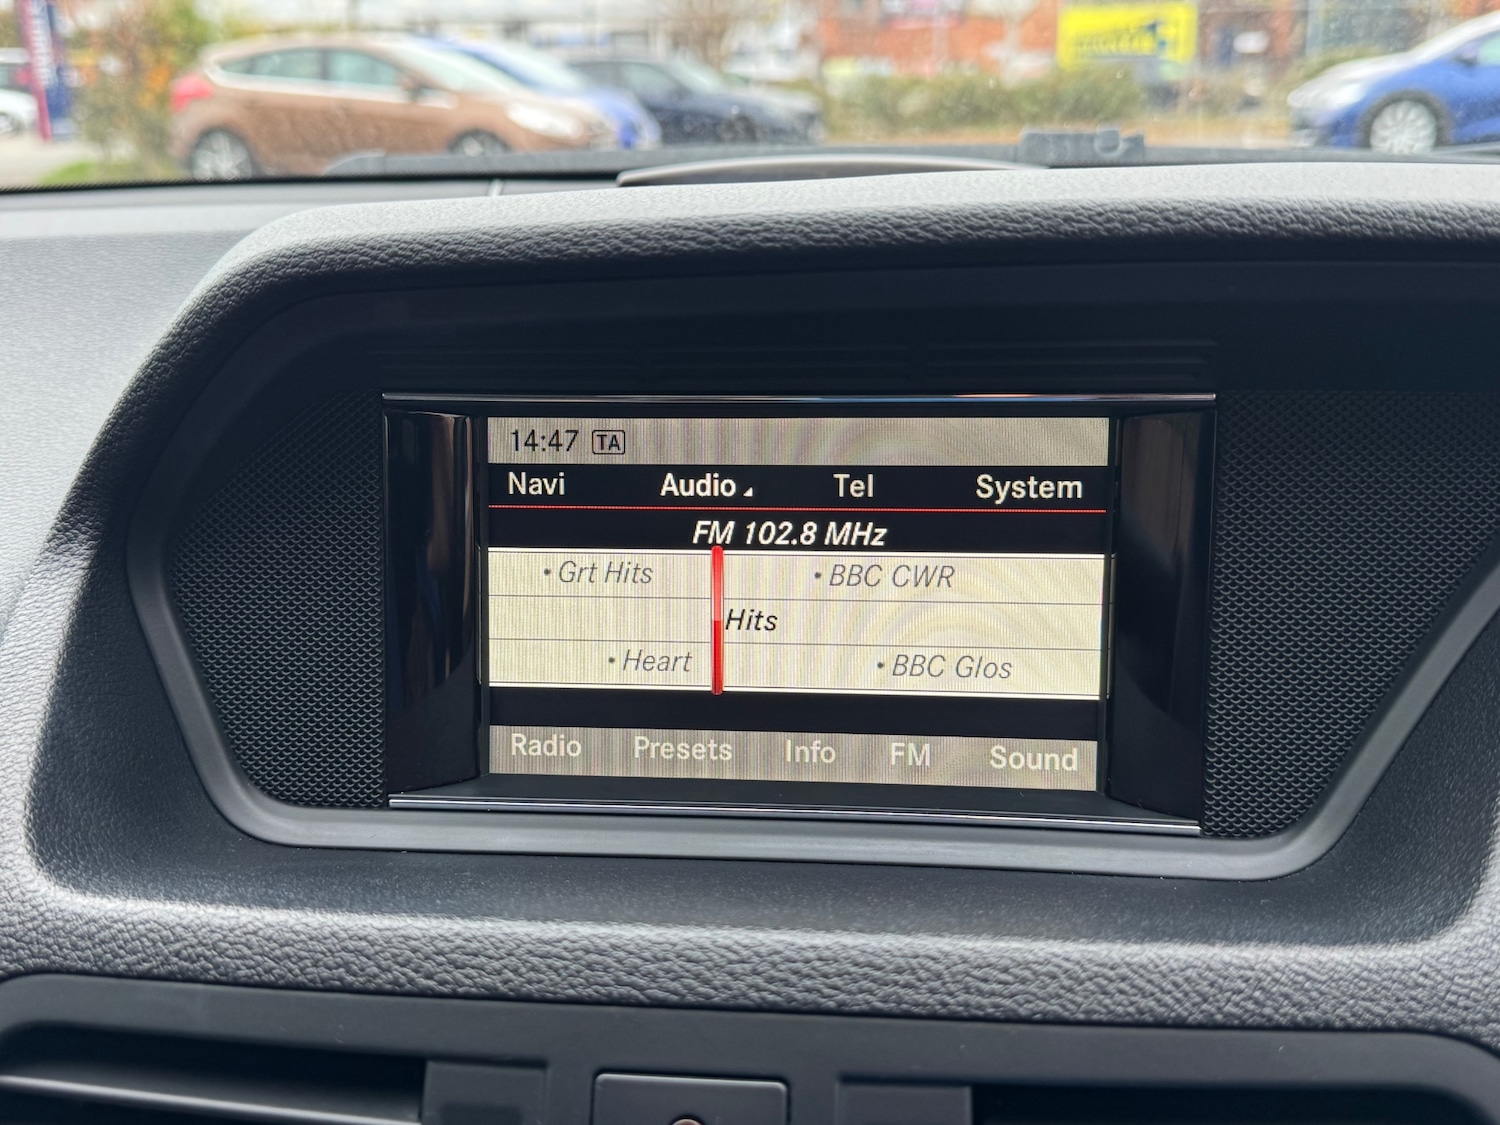 14:47 TA
Navi Audio Tel System
FM 102.8 MHz
• Grt Hits • BBC CWR
Hits
• Heart • BBC Glos
Radio Presets Info FM Sound